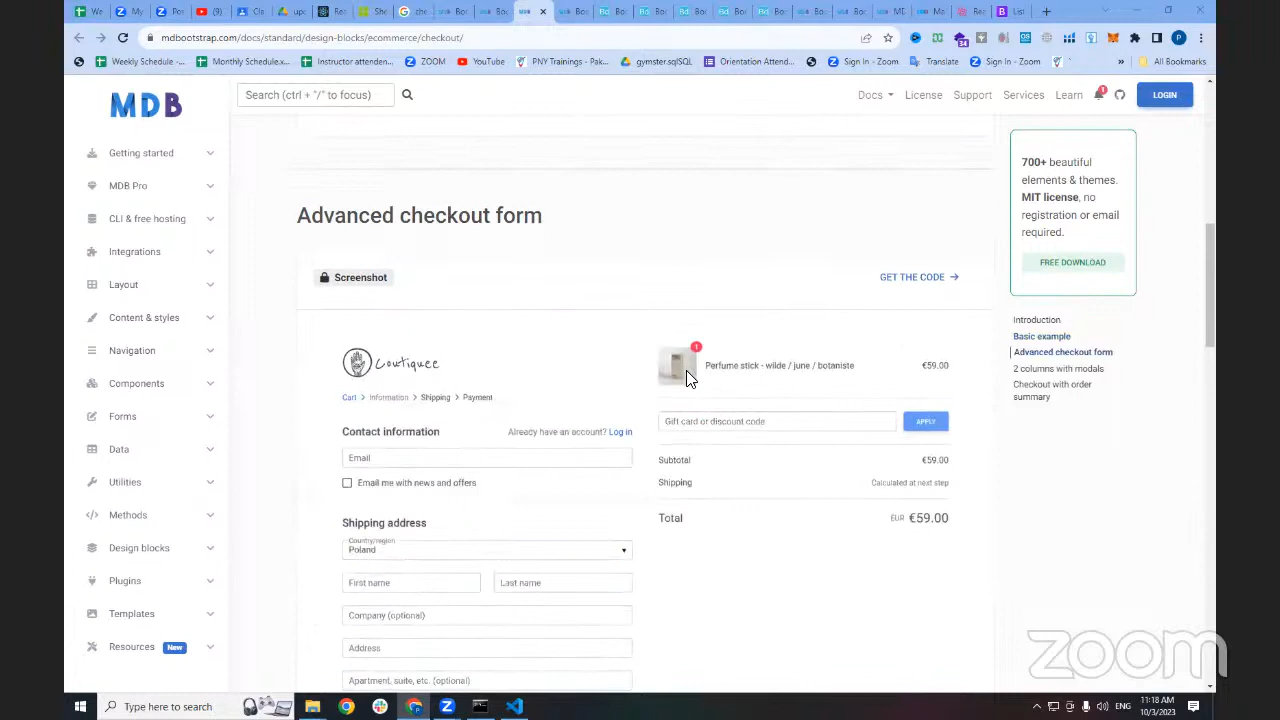 mdbootstrap.com/docs/standard/design-blocks/ecommerce/checkout/
Weekly Schedule -...
Monthly Schedule.x...
Instructor attenden...
ZOOM
YouTube
PNY Trainings - Pak...
gymster.sqlSQL
Orientation Attend...
Sign In - Zoom
Translate
Sign In - Zoom
»
All Bookmarks
MDB
Search (ctrl + "/" to focus)
Docs
License
Support
Services
Learn
1
LOGIN
Getting started
MDB Pro
CLI & free hosting
Integrations
Layout
Content & styles
Navigation
Components
Forms
Data
Utilities
Methods
Design blocks
Plugins
Templates
Resources New
Advanced checkout form
Screenshot
GET THE CODE →
Coutiquee
Cart > Information > Shipping > Payment
Contact information
Already have an account? Log in
Email
Email me with news and offers
Shipping address
Country/region
Poland
First name
Last name
Company (optional)
Address
Apartment, suite, etc. (optional)
1
Perfume stick - wilde / june / botaniste
€59.00
Gift card or discount code
APPLY
Subtotal
€59.00
Shipping
Calculated at next step
Total
EUR €59.00
700+ beautiful
elements & themes.
MIT license, no
registration or email
required.
FREE DOWNLOAD
Introduction
Basic example
Advanced checkout form
2 columns with modals
Checkout with order
summary
zoom
Type here to search
ENG
11:18 AM
10/3/2023